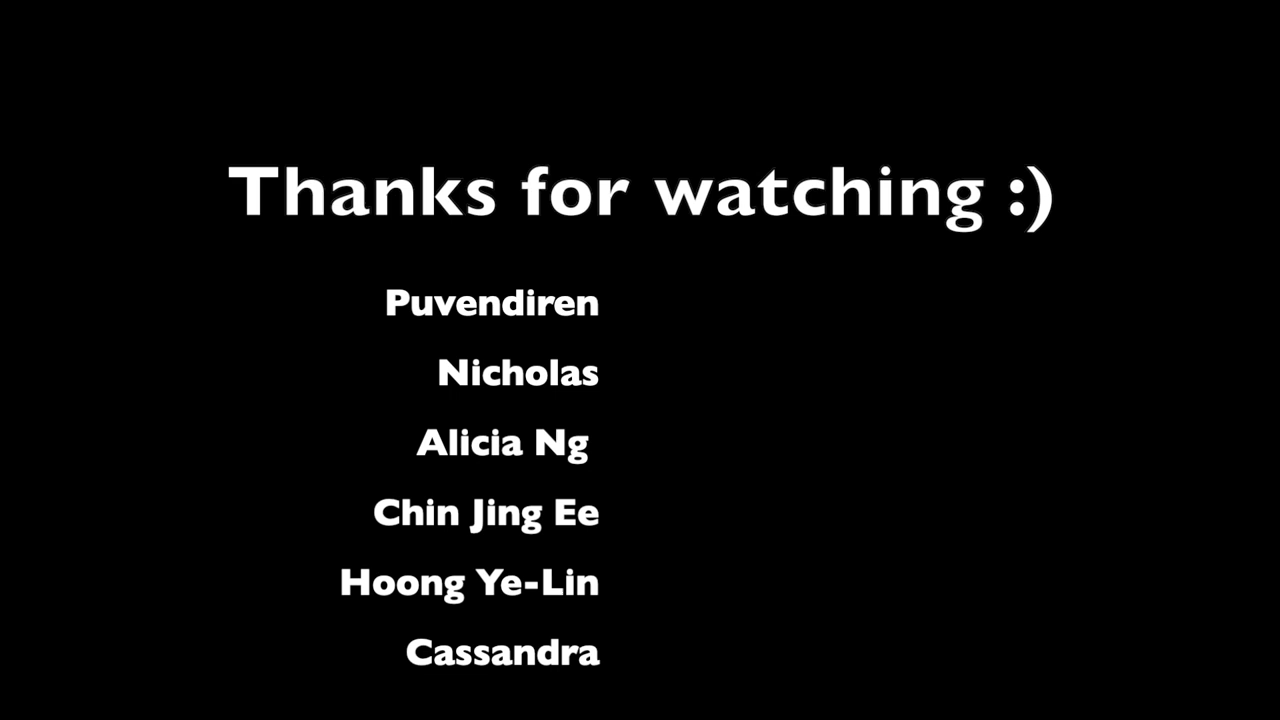 Thanks for watching :)
Puvendiren
Nicholas
Alicia Ng
Chin Jing Ee
Hoong Ye-Lin
Cassandra